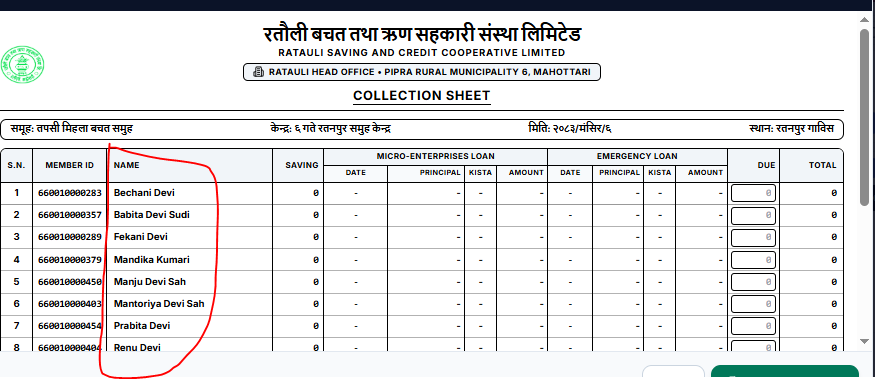 रतौली बचत तथा ऋण सहकारी संस्था लिमिटेड
RATAULI SAVING AND CREDIT COOPERATIVE LIMITED
RATAULI HEAD OFFICE • PIPRA RURAL MUNICIPALITY 6, MAHOTTARI
COLLECTION SHEET
समूह: तपसी मिहला बचत समुह केन्द्र: ६ गते रतनपुर समुह केन्द्र मिति: २०८३/मंसिर/६ स्थान: रतनपुर गाविस
MICRO-ENTERPRISES LOAN EMERGENCY LOAN
S.N. MEMBER ID NAME SAVING DUE TOTAL
DATE PRINCIPAL KISTA AMOUNT DATE PRINCIPAL KISTA AMOUNT
1 660010000283 Bechani Devi 0 - - - - - - - - 0 0
2 660010000357 Babita Devi Sudi 0 - - - - - - - - 0 0
3 660010000289 Fekani Devi 0 - - - - - - - - 0 0
4 660010000379 Mandika Kumari 0 - - - - - - - - 0 0
5 660010000450 Manju Devi Sah 0 - - - - - - - - 0 0
6 660010000403 Mantoriya Devi Sah 0 - - - - - - - - 0 0
7 660010000454 Prabita Devi 0 - - - - - - - - 0 0
8 660010000404 Renu Devi 0 - - - - - - - - 0 0